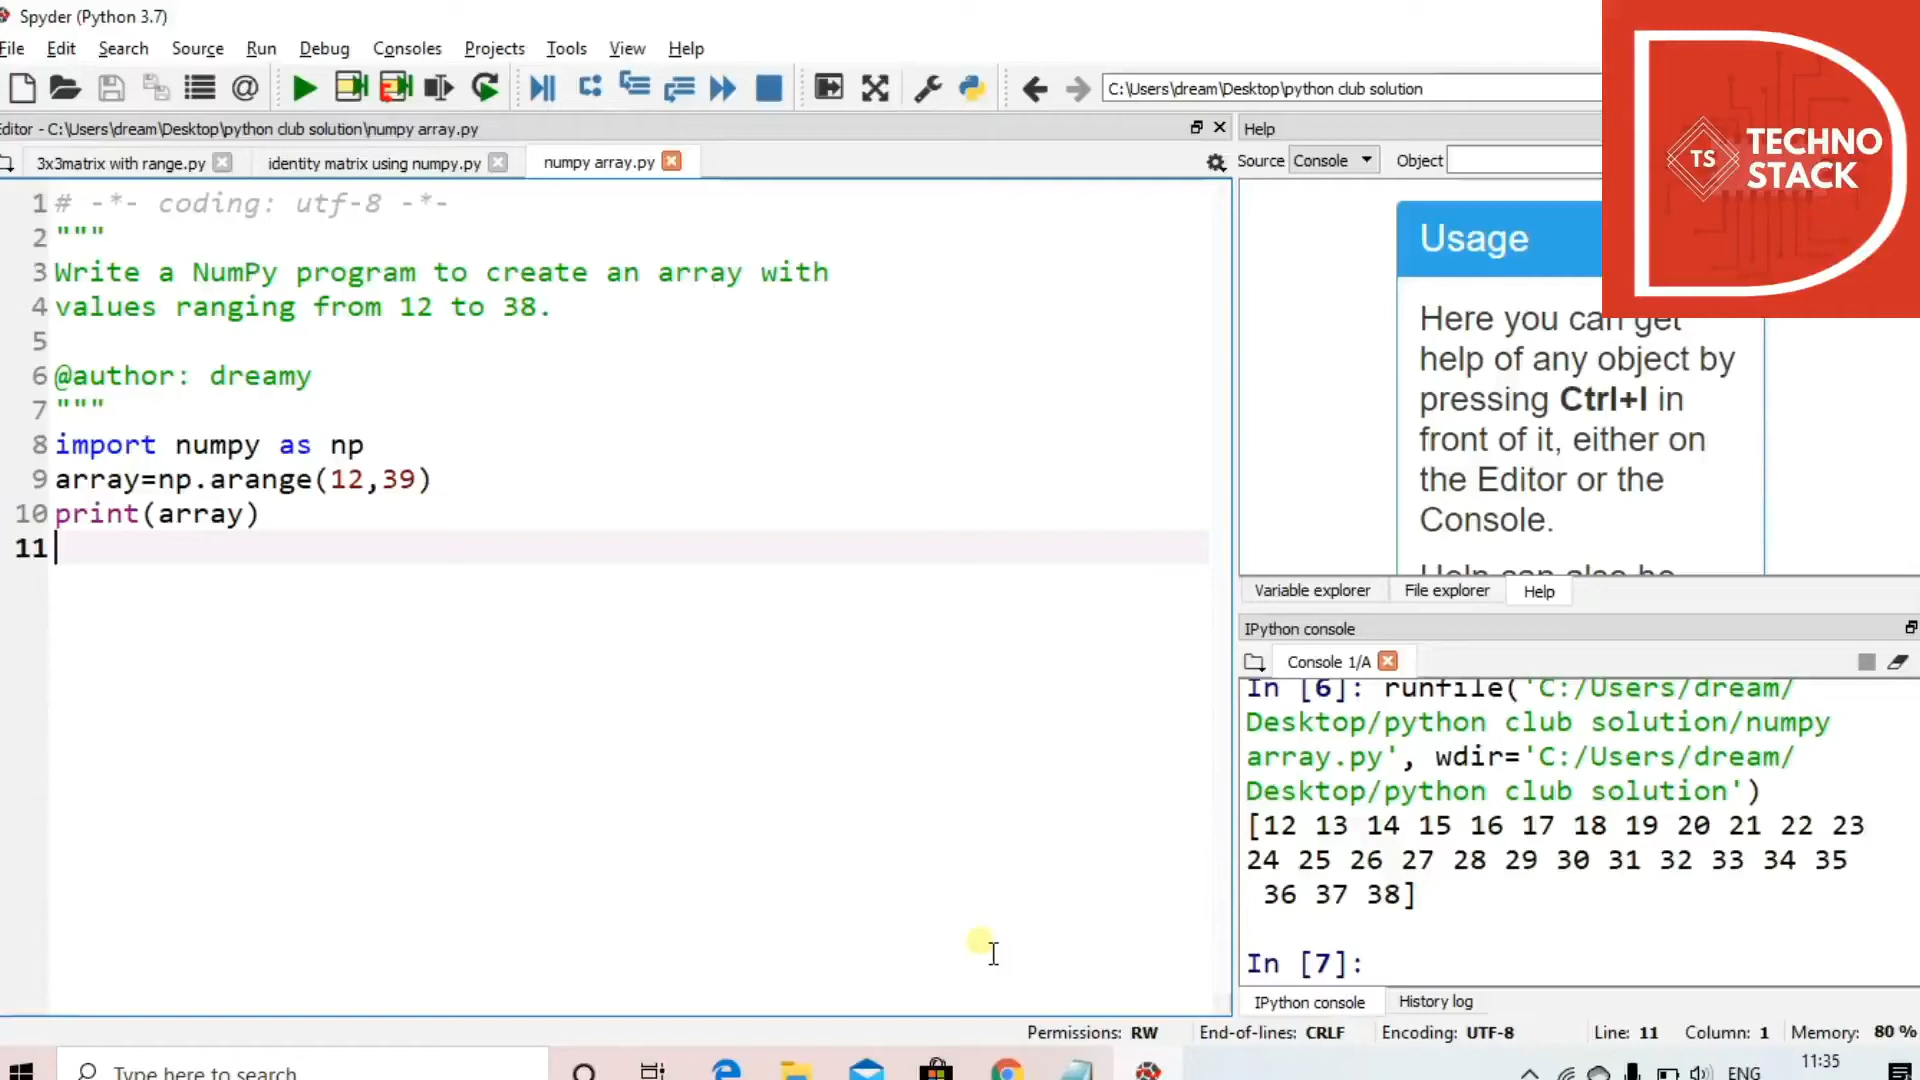 Spyder (Python 3.7)
File Edit Search Source Run Debug Consoles Projects Tools View Help
C:\Users\dream\Desktop\python club solution
Editor - C:\Users\dream\Desktop\python club solution\numpy array.py
3x3matrix with range.py identity matrix using numpy.py numpy array.py
1 # -*- coding: utf-8 -*-
2 """
3 Write a NumPy program to create an array with
4 values ranging from 12 to 38.
5
6 @author: dreamy
7 """
8 import numpy as np
9 array=np.arange(12,39)
10 print(array)
11
Help
Source Console Object
TS TECHNO
STACK
Usage
Here you can get
help of any object by
pressing Ctrl+I in
front of it, either on
the Editor or the
Console.
Help can also be
Variable explorer File explorer Help
IPython console
Console 1/A
In [6]: runfile('C:/Users/dream/
Desktop/python club solution/numpy
array.py', wdir='C:/Users/dream/
Desktop/python club solution')
[12 13 14 15 16 17 18 19 20 21 22 23
24 25 26 27 28 29 30 31 32 33 34 35
36 37 38]
In [7]:
IPython console History log
Permissions: RW End-of-lines: CRLF Encoding: UTF-8 Line: 11 Column: 1 Memory: 80 %
Type here to search
ENG
11:35